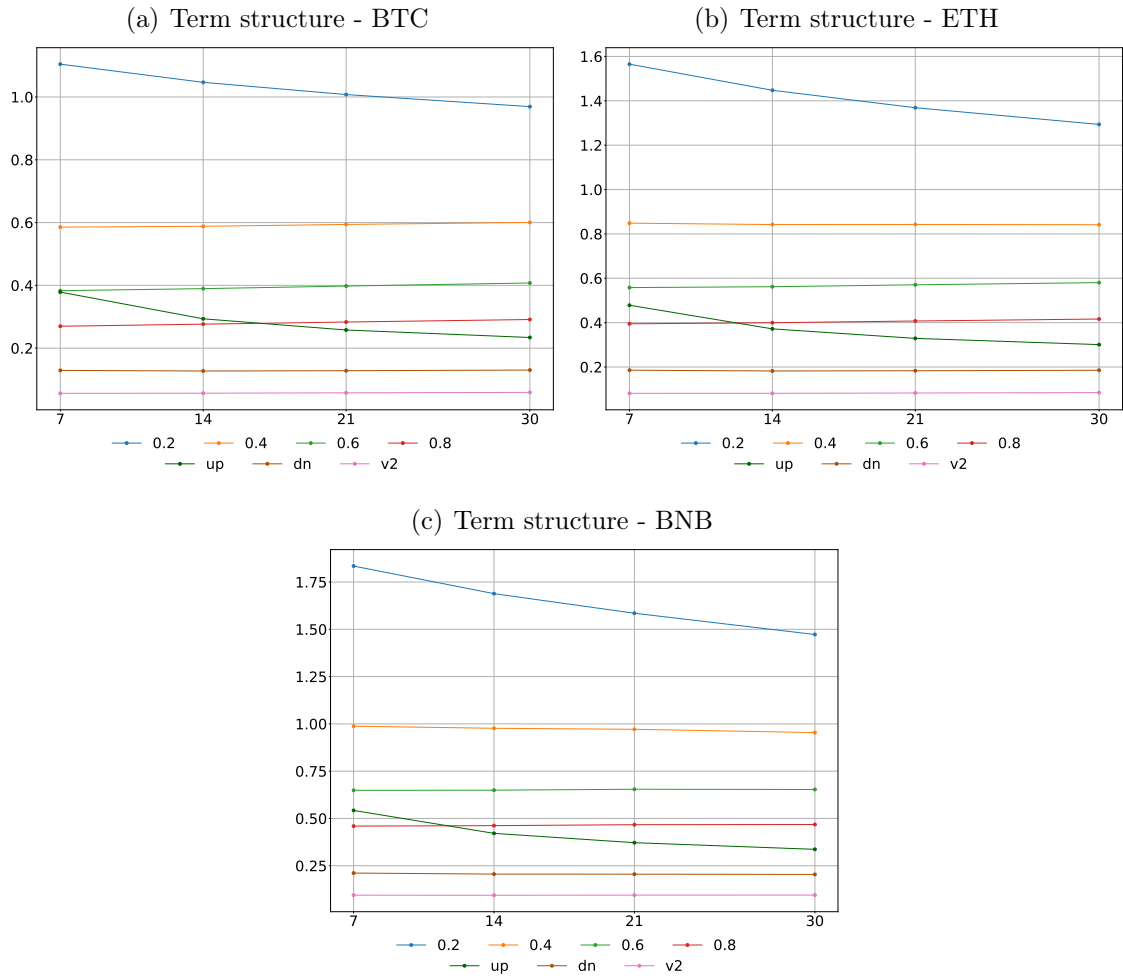 (a) Term structure - BTC
1.0
0.8
0.6
0.4
0.2
7 14 21 30
0.2 0.4 0.6 0.8
up dn v2
(b) Term structure - ETH
1.6
1.4
1.2
1.0
0.8
0.6
0.4
0.2
7 14 21 30
0.2 0.4 0.6 0.8
up dn v2
(c) Term structure - BNB
1.75
1.50
1.25
1.00
0.75
0.50
0.25
7 14 21 30
0.2 0.4 0.6 0.8
up dn v2